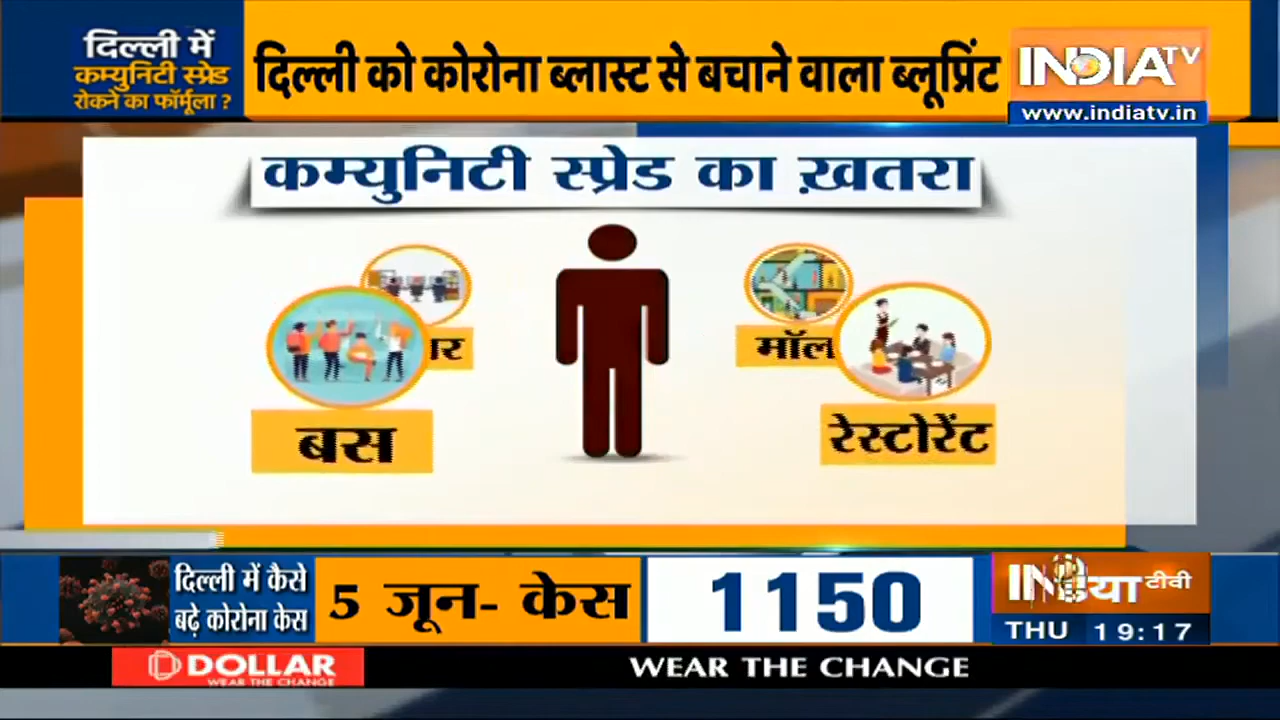 दिल्ली में
कम्युनिटी स्प्रेड
रोकने का फॉर्मूला ?
दिल्ली को कोरोना ब्लास्ट से बचाने वाला ब्लूप्रिंट
INDIA TV
www.indiatv.in
कम्युनिटी स्प्रेड का ख़तरा
मॉल
बस
रेस्टोरेंट
दिल्ली में कैसे
बढ़े कोरोना केस
5 जून- केस
1150
THU 19:17
DOLLAR
WEAR THE CHANGE
WEAR THE CHANGE